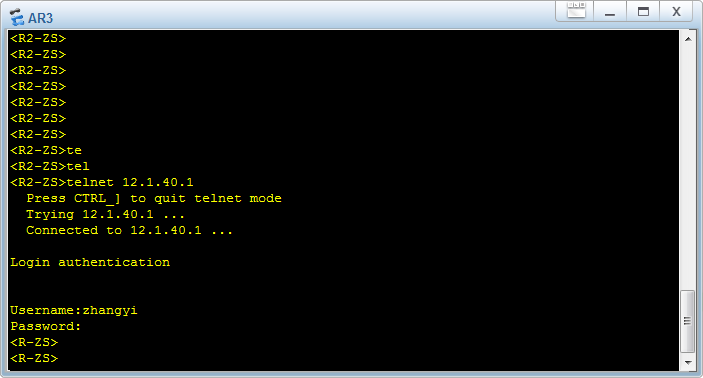 AR3
<R2-ZS>
<R2-ZS>
<R2-ZS>
<R2-ZS>
<R2-ZS>
<R2-ZS>
<R2-ZS>
<R2-ZS>te
<R2-ZS>tel
<R2-ZS>telnet 12.1.40.1
  Press CTRL_] to quit telnet mode
  Trying 12.1.40.1 ...
  Connected to 12.1.40.1 ...
Login authentication
Username:zhangyi
Password:
<R-ZS>
<R-ZS>